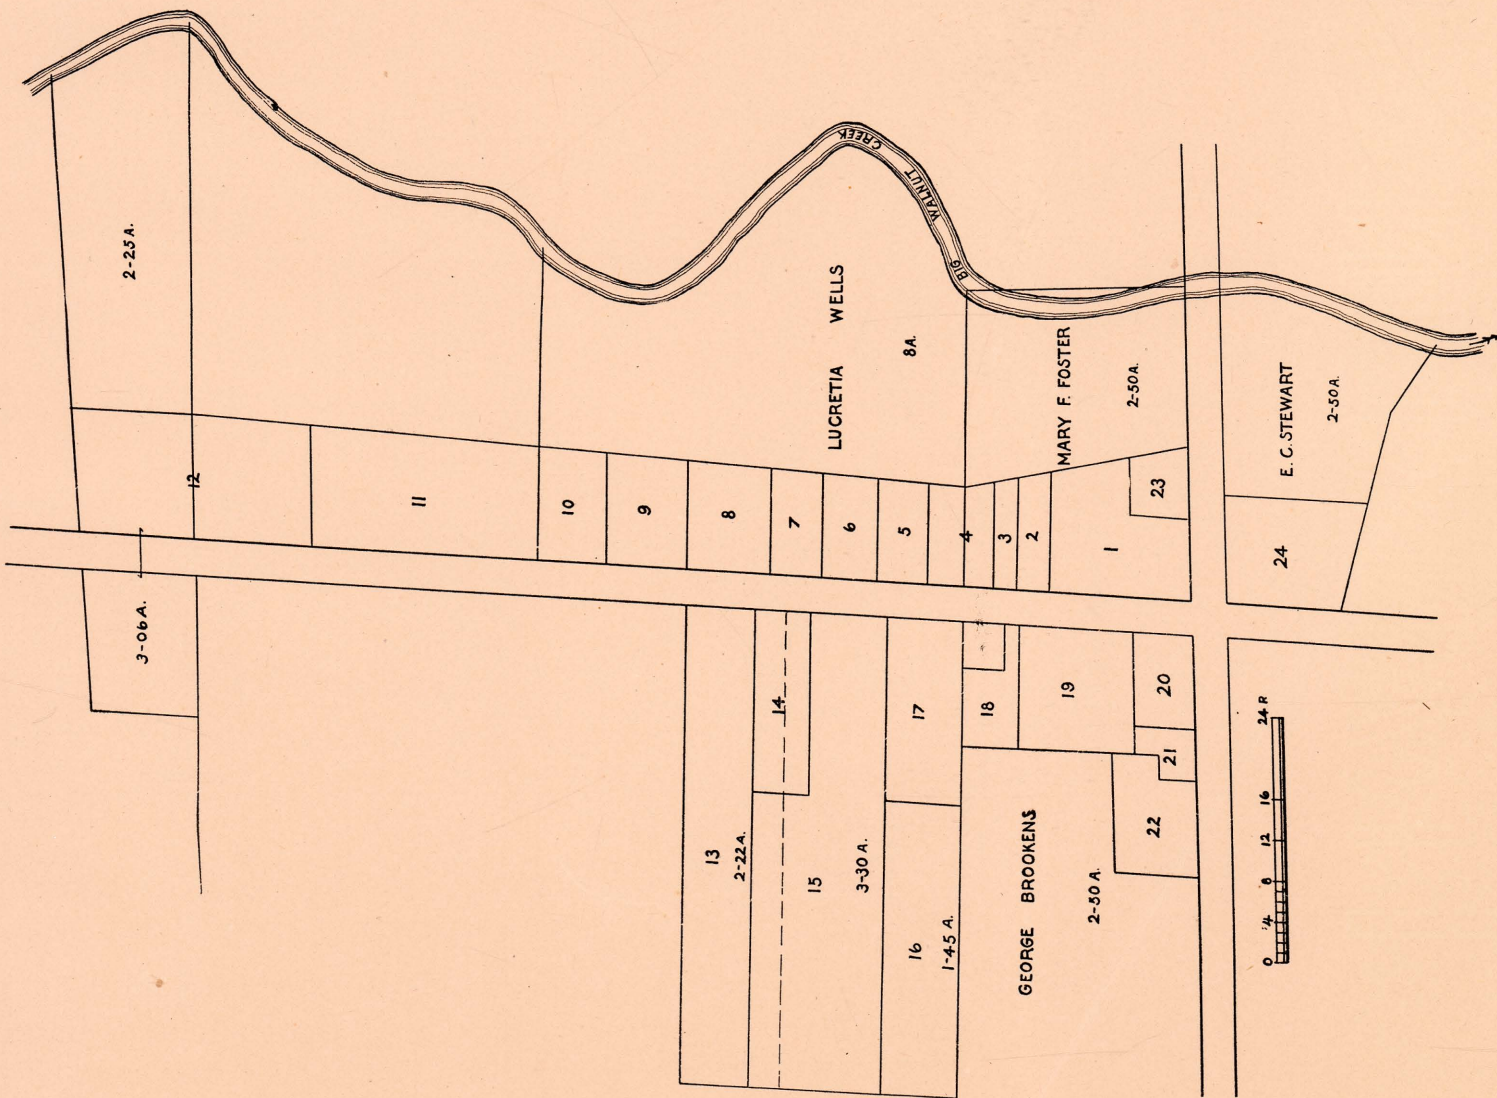 BIG WALNUT CREEK
2-25 A.
LUCRETIA WELLS
8 A.
MARY F. FOSTER
2-50 A.
E. C. STEWART
2-50 A.
12
11
10
9
8
7
6
5
4
3
2
1
23
24
3-06 A.
13
2-22 A.
14
15
3-30 A.
16
1-45 A.
17
18
19
20
21
22
GEORGE BROOKENS
2-50 A.
0 4 8 12 16 24 R